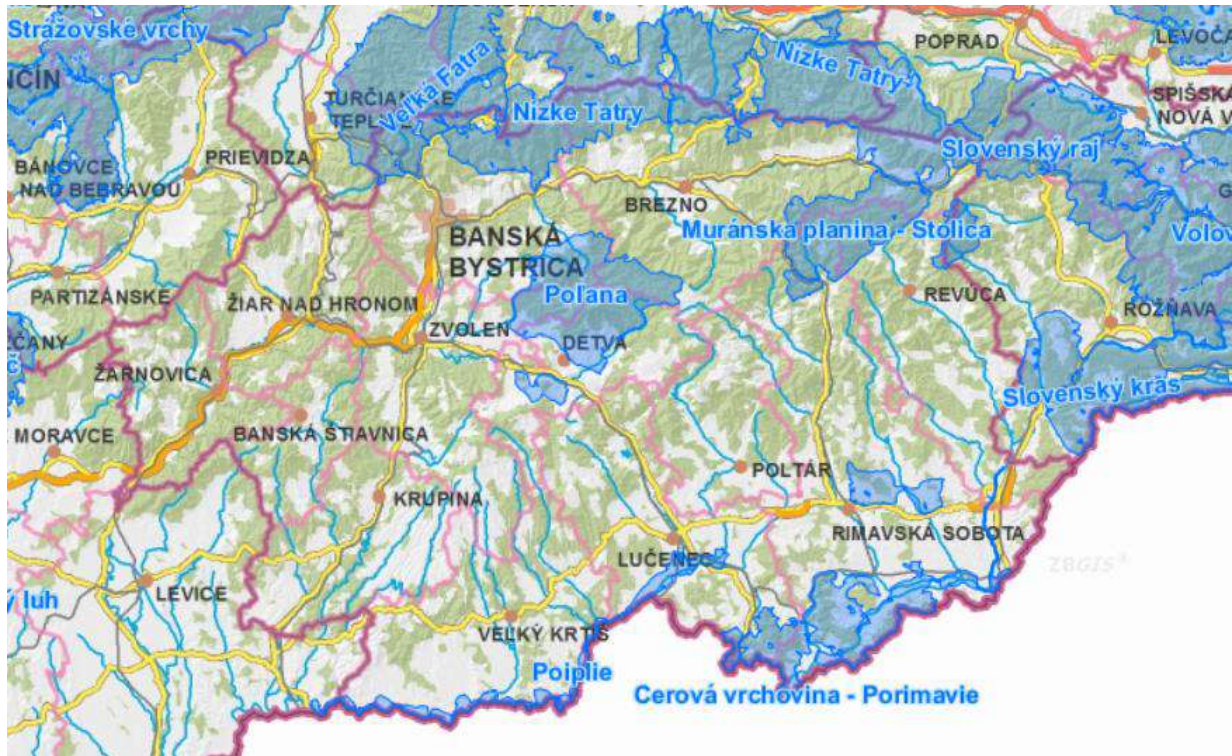 Strážovské vrchy
NČÍN
POPRAD
LEVOČA
Nízke Tatry
SPIŠSKÁ
NOVÁ V
TURČIANSKE
TEPLICE
Veľká Fatra
Nízke Tatry
PRIEVIDZA
BÁNOVCE
NAD BEBRAVOU
Slovenský raj
BREZNO
BANSKÁ
BYSTRICA
Muránska planina - Stolica
Volov
PARTIZÁNSKE
ŽIAR NAD HRONOM
Poľana
REVÚCA
ROŽŇAVA
ZVOLEN
DETVA
ČANY
ŽARNOVICA
Slovenský kras
MORAVCE
BANSKÁ ŠTIAVNICA
POLTÁR
KRUPINA
RIMAVSKÁ SOBOTA
LUČENEC
ZBGIS®
LEVICE
ý luh
VEĽKÝ KRTÍŠ
Poiplie
Cerová vrchovina - Porimavie